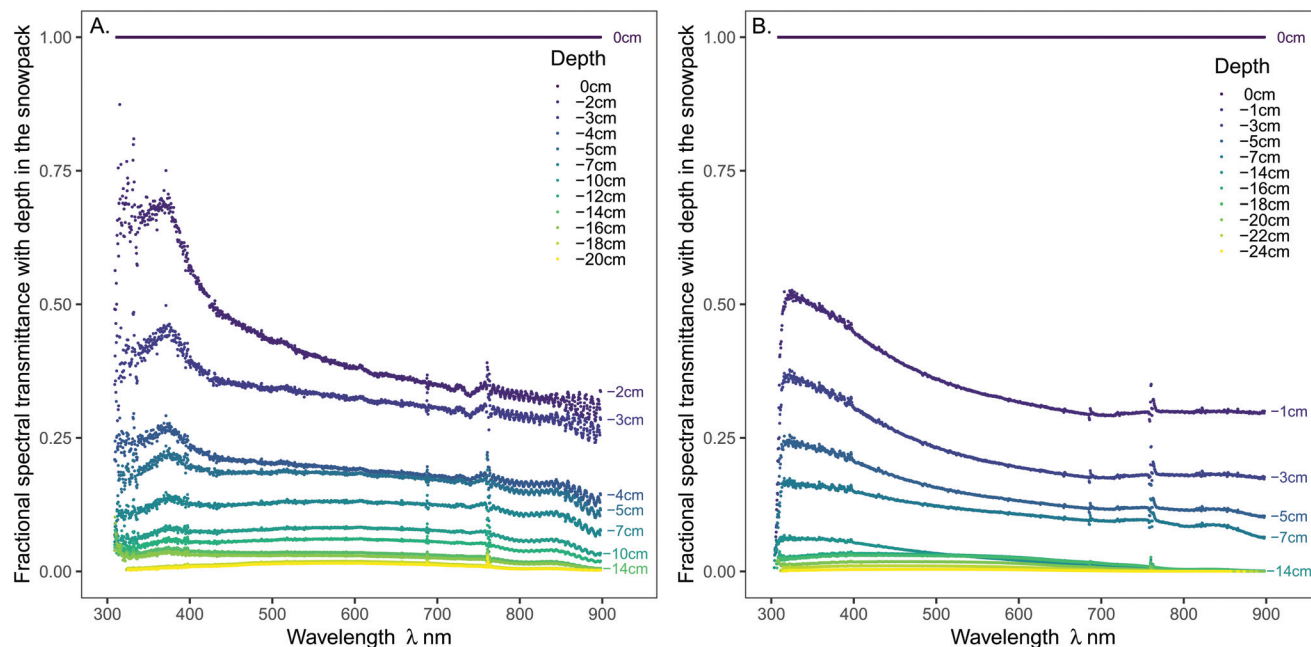 Fractional spectral transmittance with depth in the snowpack
A.
0cm
Depth
0cm
−2cm
−3cm
−4cm
−5cm
−7cm
−10cm
−12cm
−14cm
−16cm
−18cm
−20cm
1.00
0.75
0.50
0.25
0.00
−2cm
−3cm
−4cm
−5cm
−7cm
−10cm
−14cm
300 400 500 600 700 800 900
Wavelength λ nm
Fractional spectral transmittance with depth in the snowpack
B.
0cm
Depth
0cm
−1cm
−3cm
−5cm
−7cm
−14cm
−16cm
−18cm
−20cm
−22cm
−24cm
1.00
0.75
0.50
0.25
0.00
−1cm
−3cm
−5cm
−7cm
−14cm
300 400 500 600 700 800 900
Wavelength λ nm